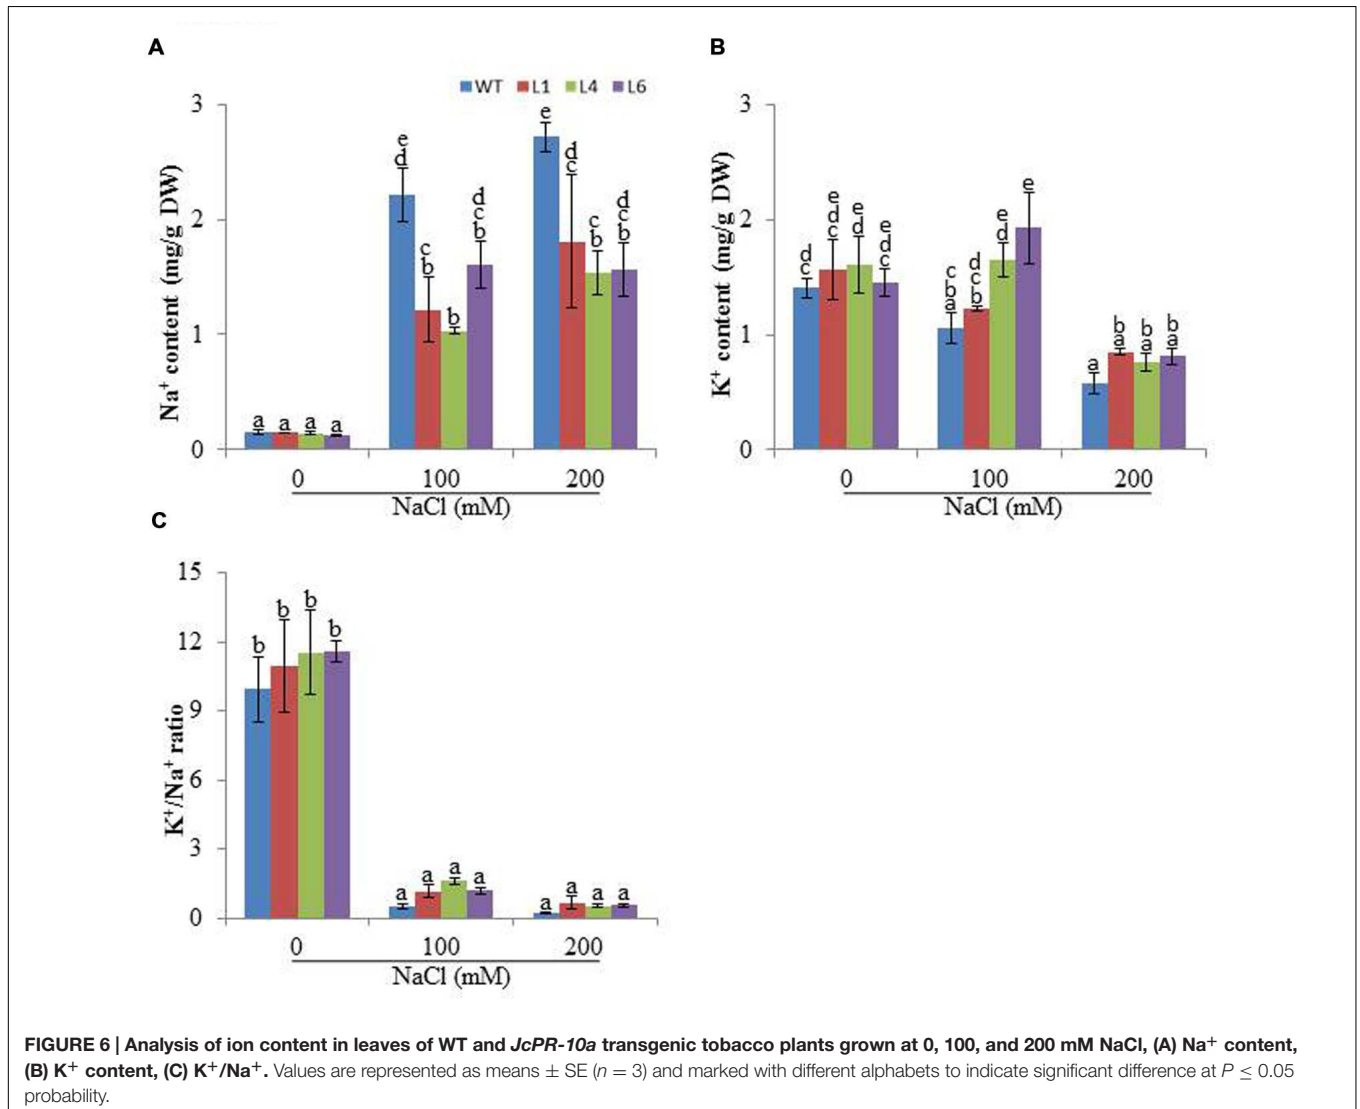 A
WT L1 L4 L6
Na⁺ content (mg/g DW)
3
2
1
0
a a a a
e
d
c
b
b
d
c
b
e
d
c
c
b
d
c
b
0 100 200
NaCl (mM)
B
K⁺ content (mg/g DW)
3
2
1
0
d
c
e
d
c
e
d
e
d
c
c
b
a
d
c
b
e
d
e
a
b
a
b
a
b
a
0 100 200
NaCl (mM)
C
K⁺/Na⁺ ratio
15
12
9
6
3
0
b b b b
a a a a
a a a a
0 100 200
NaCl (mM)
FIGURE 6 | Analysis of ion content in leaves of WT and JcPR-10a transgenic tobacco plants grown at 0, 100, and 200 mM NaCl, (A) Na⁺ content,
(B) K⁺ content, (C) K⁺/Na⁺. Values are represented as means ± SE (n = 3) and marked with different alphabets to indicate significant difference at P ≤ 0.05
probability.